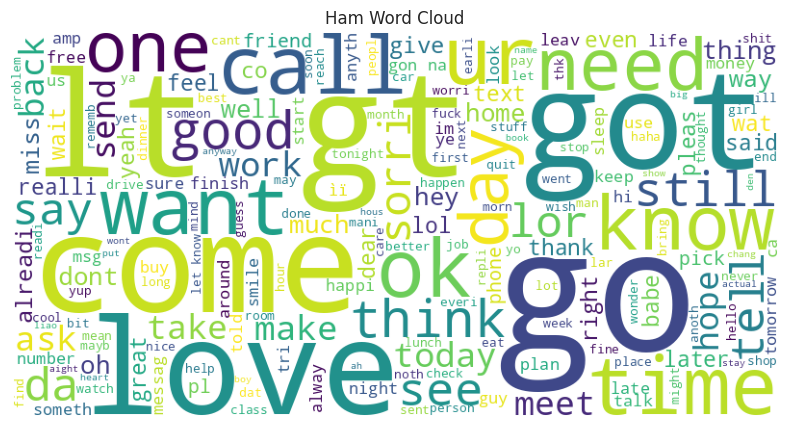 Ham Word Cloud
problem
back
amp
free
us
one
send
ya
yet
cant
friend
co
feel
someon
best
call
give
reach
soon
anyth
gon na
car
peopl
worri
ur
look
earli
text
need
leav
thk
name
pay
let
even
life
money
big
thing
way
shit
ill
girl
miss
wait
yeah
rememb
dinner
lt
good
well
anyway
work
start
month
tonight
gt
ìï
sorri
im
ye
fuck
first
next
home
stuff
book
quit
day
got
sleep
stop
use
haha
wat
pleas
thought
said
end
realli
say
drive
sure
finish
may
want
much
done
guess
mind
let know
happen
hous
mani
care
dear
hey
lol
better
job
morn
went
wish
lor
keep
hi
man
still
know
show
den
alreadi
readi
msg
put
dont
yup
wont
come
buy
long
around
smile
hour
happi
ok
everi
repli
phone
yo
thank
lar
lot
pick
bring
never
chang
ca
actual
cool
liao
bit
ask
mean
mayb
aight
number
oh
nice
take
told
room
make
tri
think
lunch
eat
today
week
go
right
fine
wonder
babe
hope
anoth
hello
tell
tomorrow
stay
shop
find
da
heart
watch
someth
great
messag
pl
help
boy
dat
class
love
alway
ah
night
noth
check
sent
person
see
guy
plan
meet
place
late
talk
later
might
time